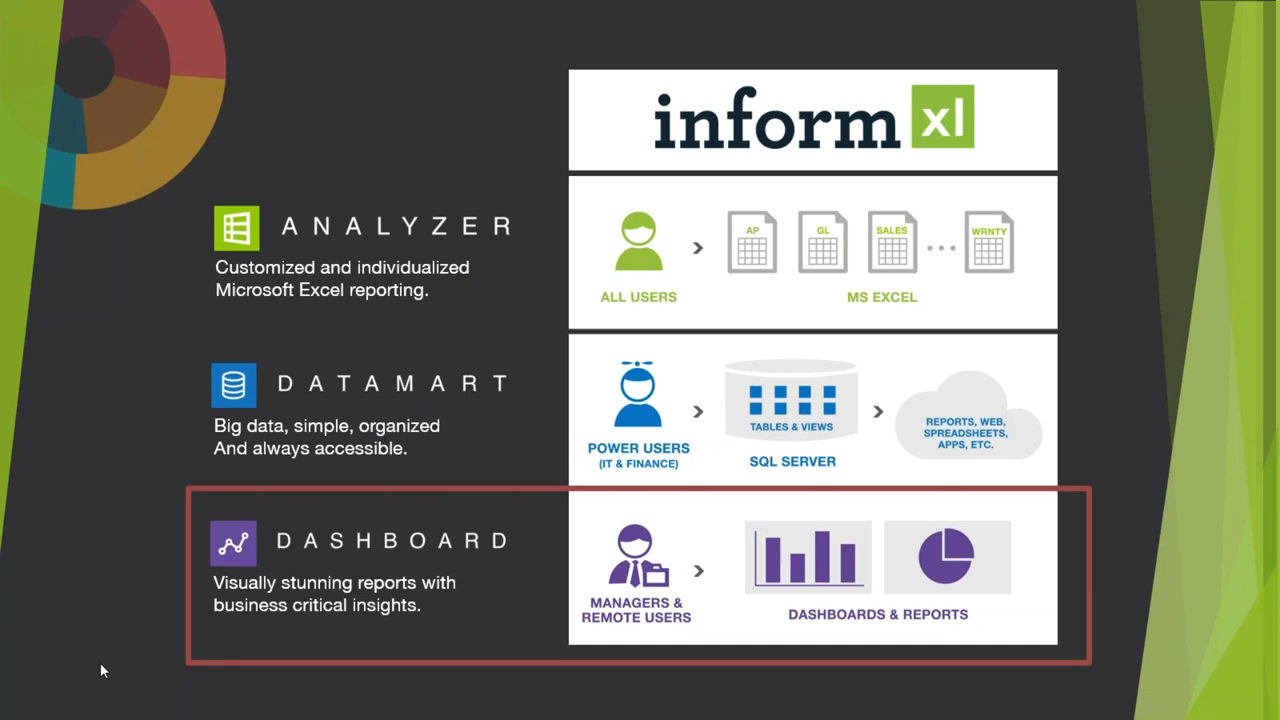 inform xl
ANALYZER
Customized and individualized
Microsoft Excel reporting.
AP
GL
SALES
WRNTY
ALL USERS
MS EXCEL
DATAMART
Big data, simple, organized
And always accessible.
TABLES & VIEWS
REPORTS, WEB,
SPREADSHEETS,
APPS, ETC.
POWER USERS
(IT & FINANCE)
SQL SERVER
DASHBOARD
Visually stunning reports with
business critical insights.
MANAGERS &
REMOTE USERS
DASHBOARDS & REPORTS